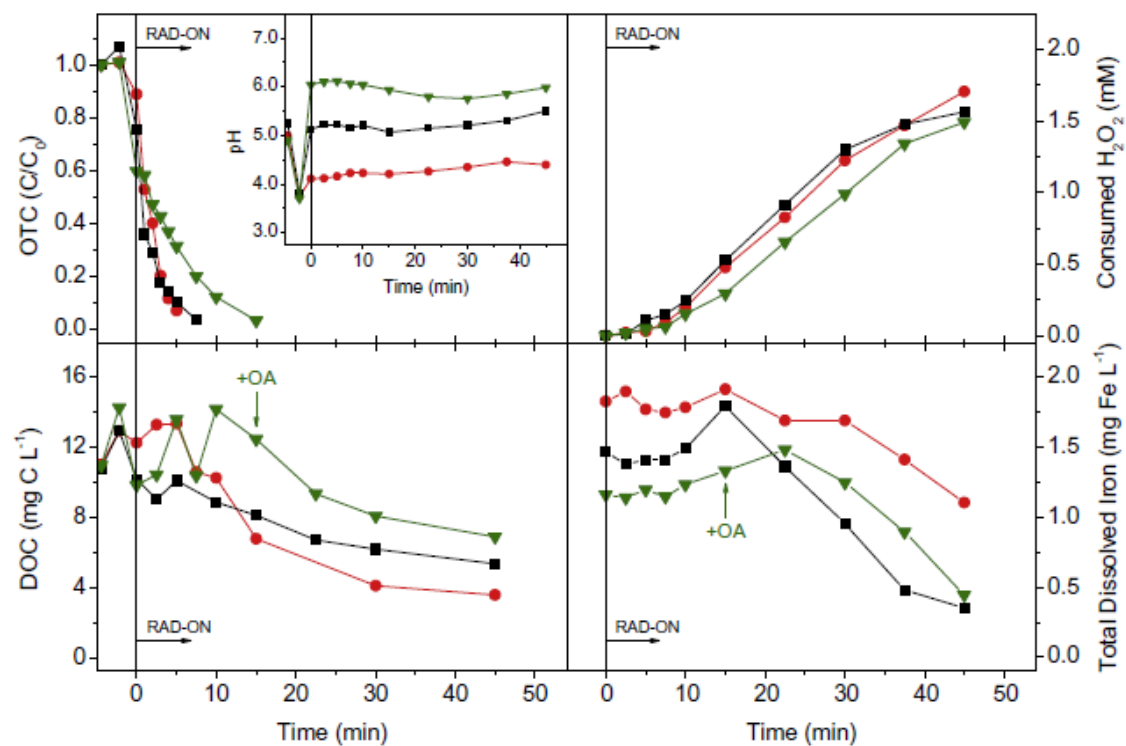 RAD-ON
1.0
0.8
0.6
0.4
0.2
0.0
OTC (C/C₀)
7.0
6.0
5.0
4.0
3.0
pH
0 10 20 30 40
Time (min)
RAD-ON
2.0
1.5
1.0
0.5
0.0
Consumed H₂O₂ (mM)
16
12
8
4
0
DOC (mg C L⁻¹)
+OA
RAD-ON
0 10 20 30 40 50
Time (min)
2.0
1.5
1.0
0.5
0.0
Total Dissolved Iron (mg Fe L⁻¹)
+OA
RAD-ON
0 10 20 30 40 50
Time (min)